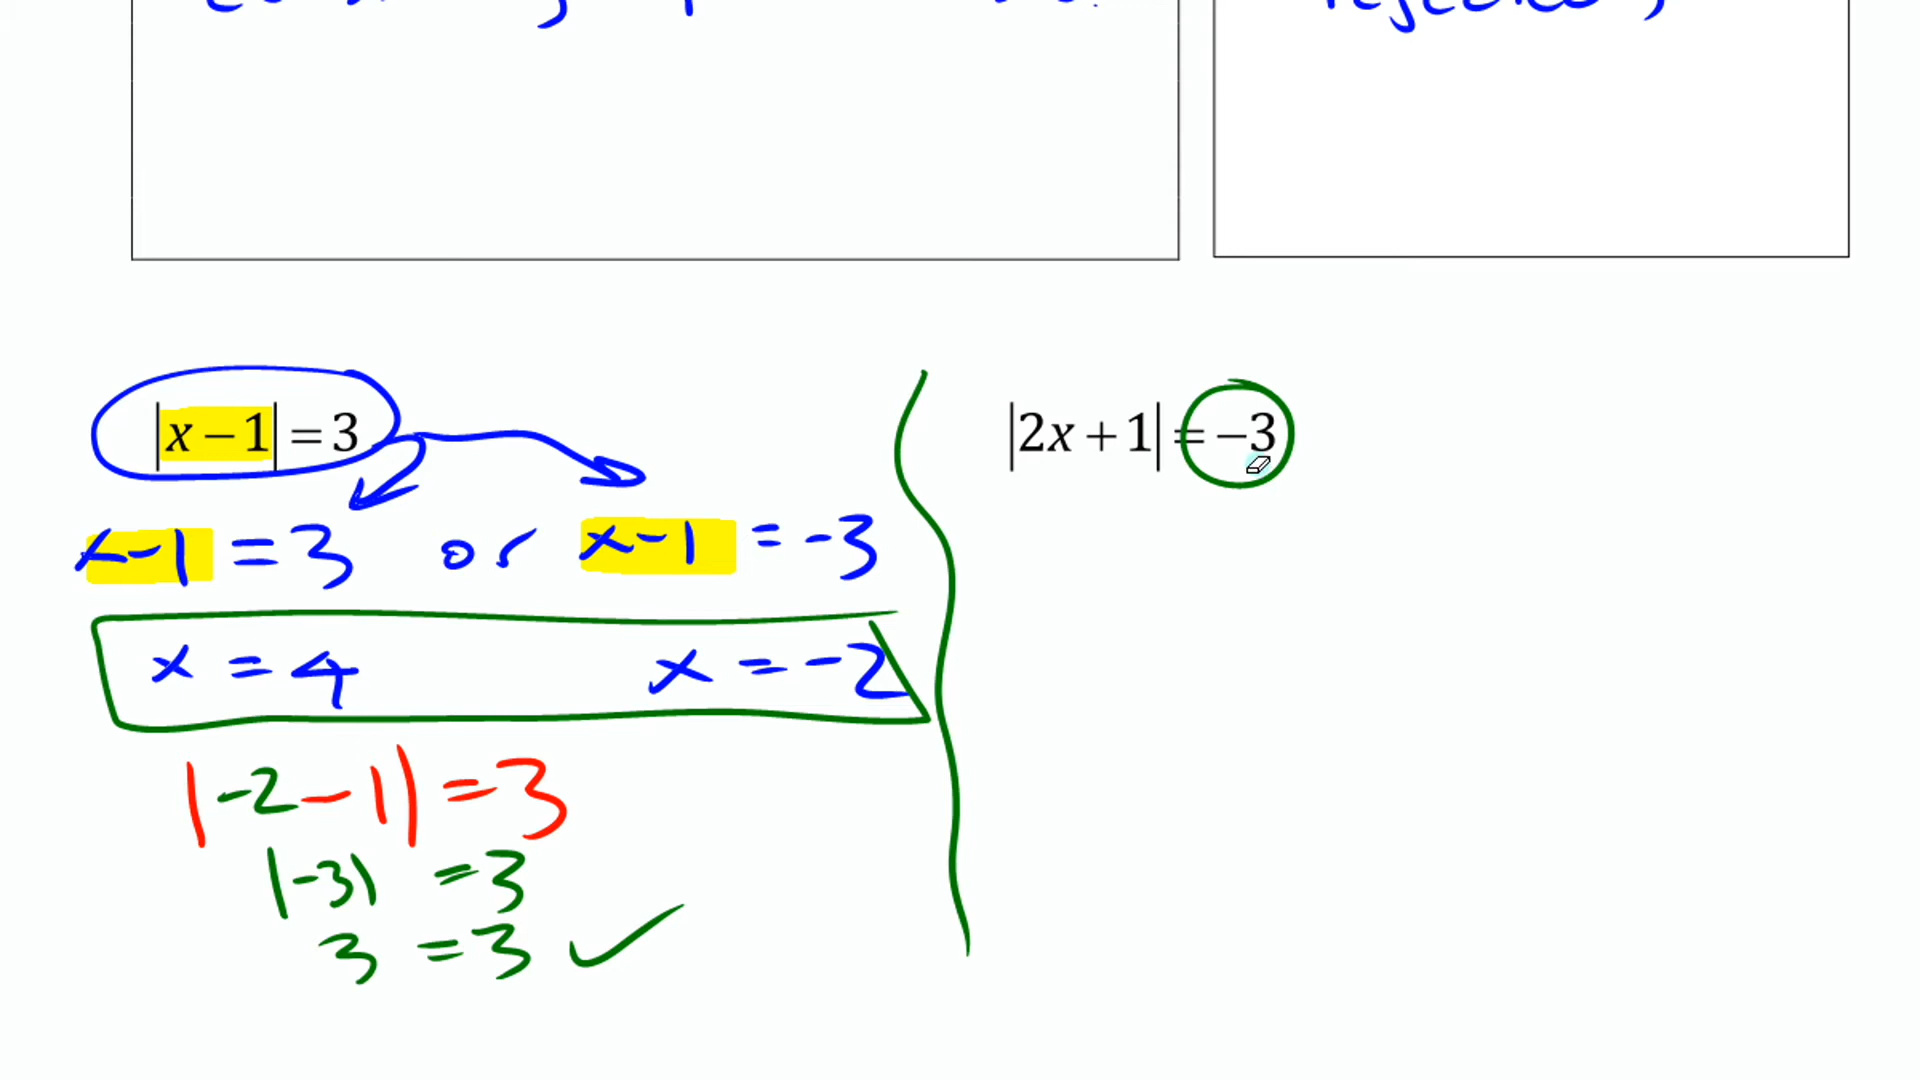 |x − 1| = 3
x-1 = 3 or x-1 = -3
x = 4 x = -2
|-2-1| = 3
|-3| = 3
3 = 3 ✓
|2x + 1| = −3